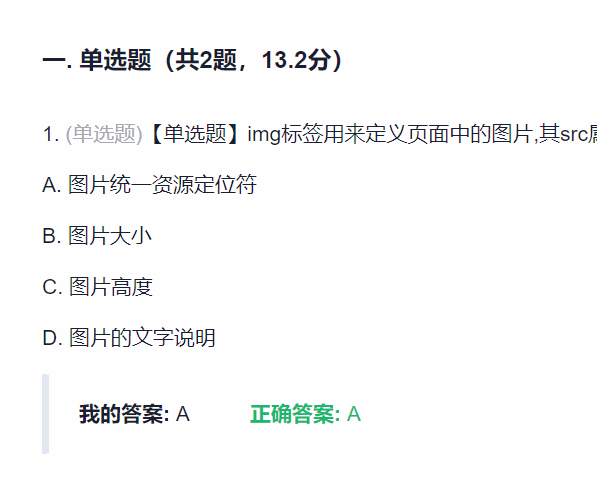 一. 单选题（共2题，13.2分）
1. (单选题)【单选题】img标签用来定义页面中的图片,其src
A. 图片统一资源定位符
B. 图片大小
C. 图片高度
D. 图片的文字说明
我的答案: A 正确答案: A